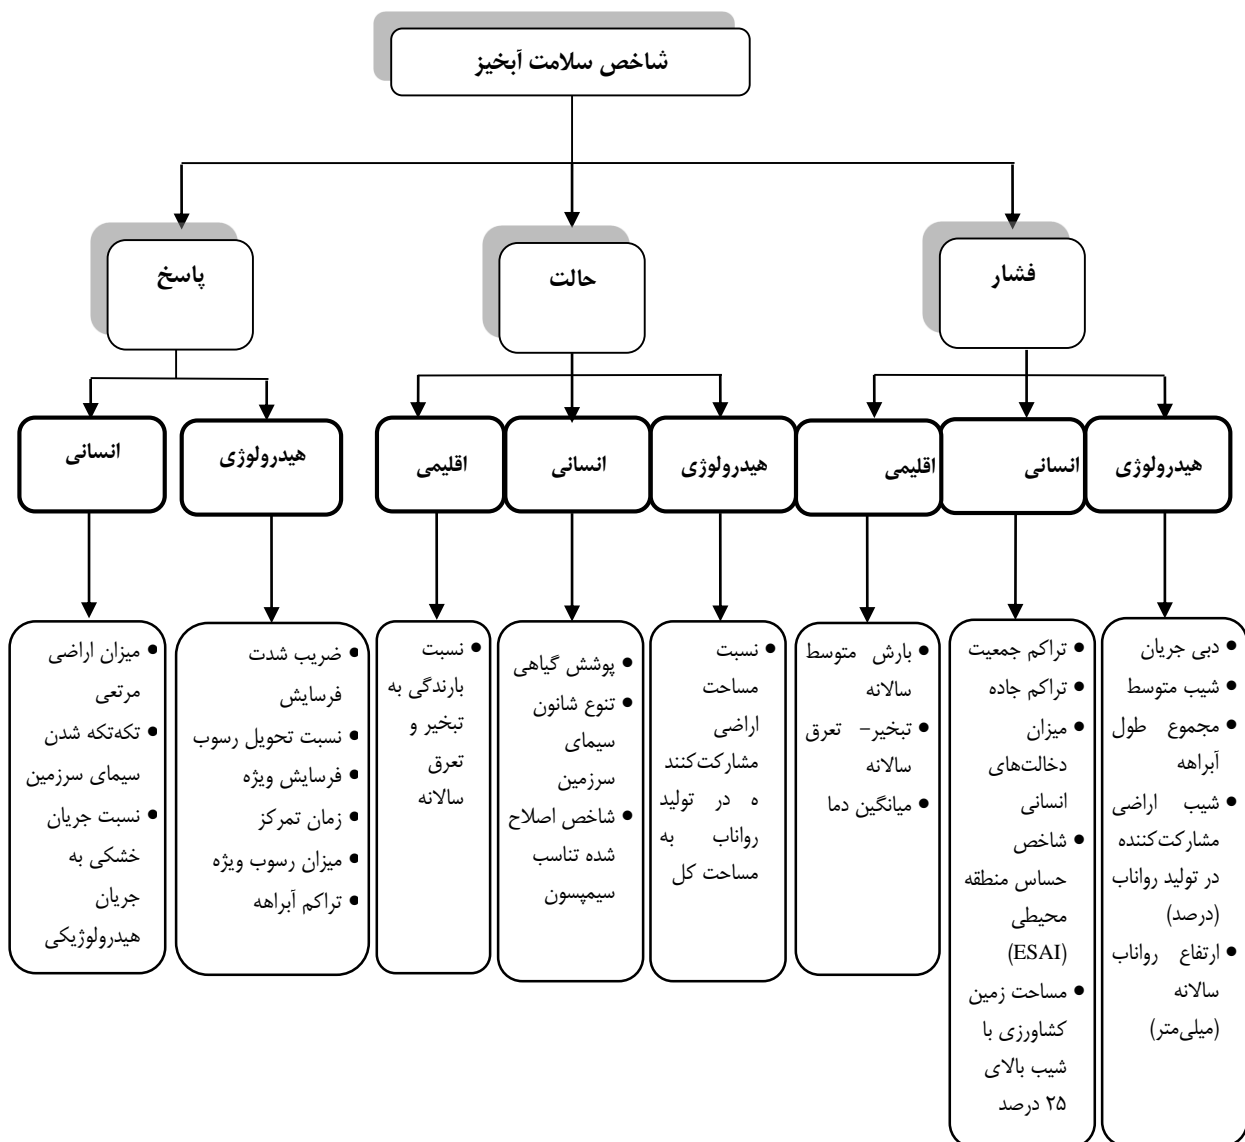 شاخص سلامت آبخیز
فشار
حالت
پاسخ
هیدرولوژی
انسانی
اقلیمی
هیدرولوژی
انسانی
اقلیمی
هیدرولوژی
انسانی
• دبی جریان
• شیب متوسط
• مجموع طول
آبراهه
• شیب اراضی
مشارکت‌کننده
در تولید رواناب
(درصد)
• ارتفاع رواناب
سالانه
(میلی‌متر)
• تراکم جمعیت
• تراکم جاده
• میزان
دخالت‌های
انسانی
• شاخص
حساس منطقه
محیطی
(ESAI)
• مساحت زمین
کشاورزی با
شیب بالای
۲۵ درصد
• بارش متوسط
سالانه
• تبخیر- تعرق
سالانه
• میانگین دما
• نسبت
مساحت
اراضی
مشارکت‌کنند
ه در تولید
رواناب به
مساحت کل
• پوشش گیاهی
• تنوع شانون
سیمای
سرزمین
• شاخص اصلاح
شده تناسب
سیمپسون
• نسبت
بارندگی به
تبخیر و
تعرق
سالانه
• ضریب شدت
فرسایش
• نسبت تحویل رسوب
• فرسایش ویژه
• زمان تمرکز
• میزان رسوب ویژه
• تراکم آبراهه
• میزان اراضی
مرتعی
• تکه‌تکه شدن
سیمای سرزمین
• نسبت جریان
خشکی به
جریان
هیدرولوژیکی